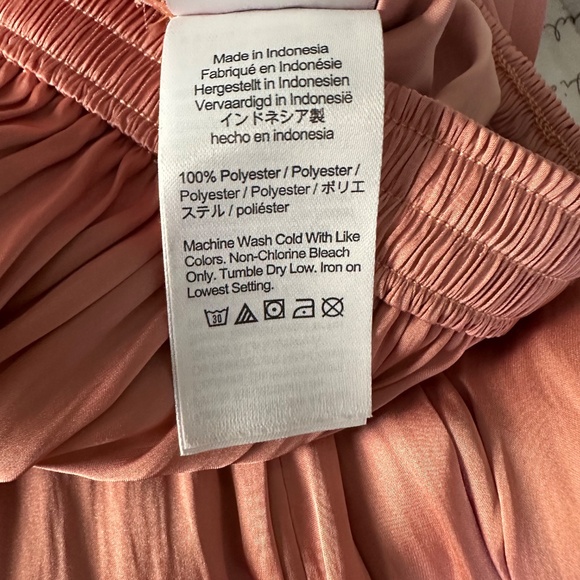 Made in Indonesia
Fabriqué en Indonésie
Hergestellt in Indonesien
Vervaardigd in Indonesië
インドネシア製
hecho en indonesia
100% Polyester / Polyester /
Polyester / Polyester / ポリエ
ステル / poliéster
Machine Wash Cold With Like
Colors. Non-Chlorine Bleach
Only. Tumble Dry Low. Iron on
Lowest Setting.
30